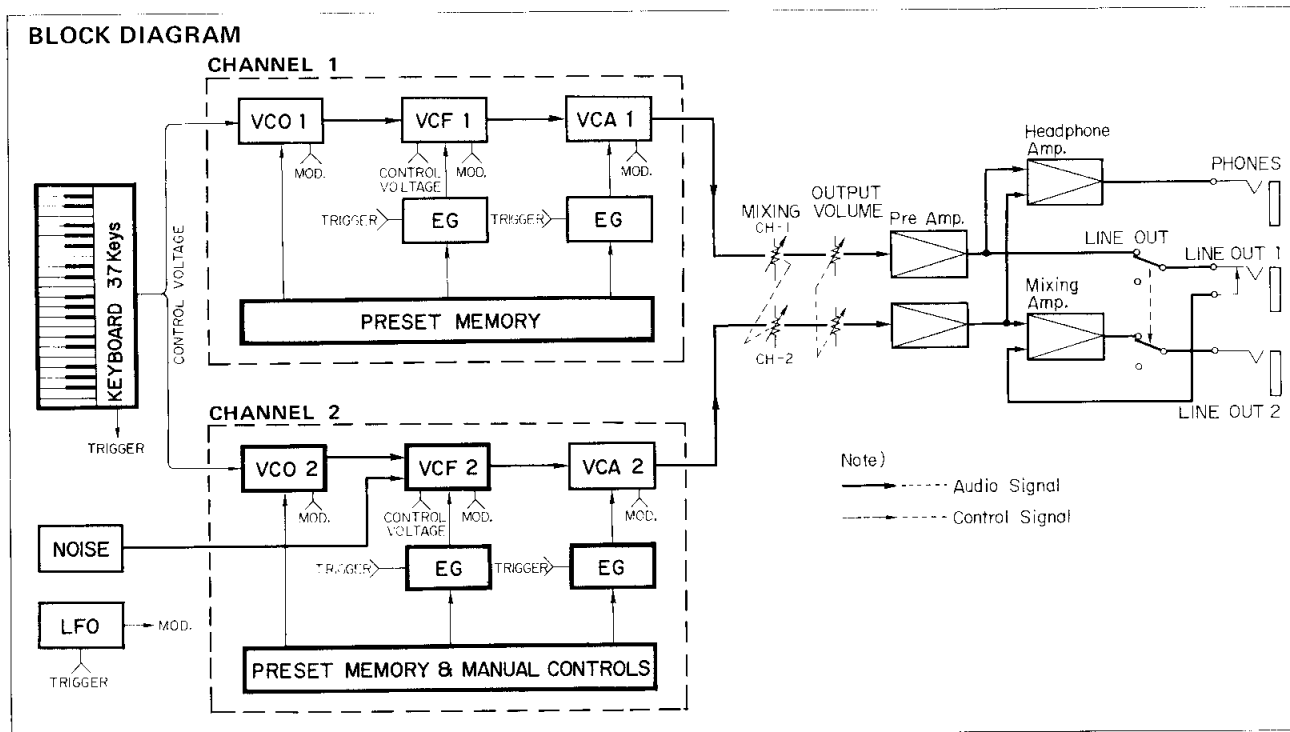 BLOCK DIAGRAM
CHANNEL 1
VCO 1
VCF 1
VCA 1
MOD.
CONTROL
VOLTAGE
MOD.
MOD.
TRIGGER
EG
TRIGGER
EG
PRESET MEMORY
KEYBOARD 37 Keys
CONTROL VOLTAGE
TRIGGER
MIXING
CH-1
OUTPUT
VOLUME
CH-2
Pre Amp.
Headphone
Amp.
PHONES
LINE OUT
LINE OUT 1
Mixing
Amp.
LINE OUT 2
CHANNEL 2
VCO 2
VCF 2
VCA 2
MOD.
CONTROL
VOLTAGE
MOD.
MOD.
NOISE
TRIGGER
EG
TRIGGER
EG
LFO
MOD.
TRIGGER
PRESET MEMORY & MANUAL CONTROLS
Note)
Audio Signal
Control Signal